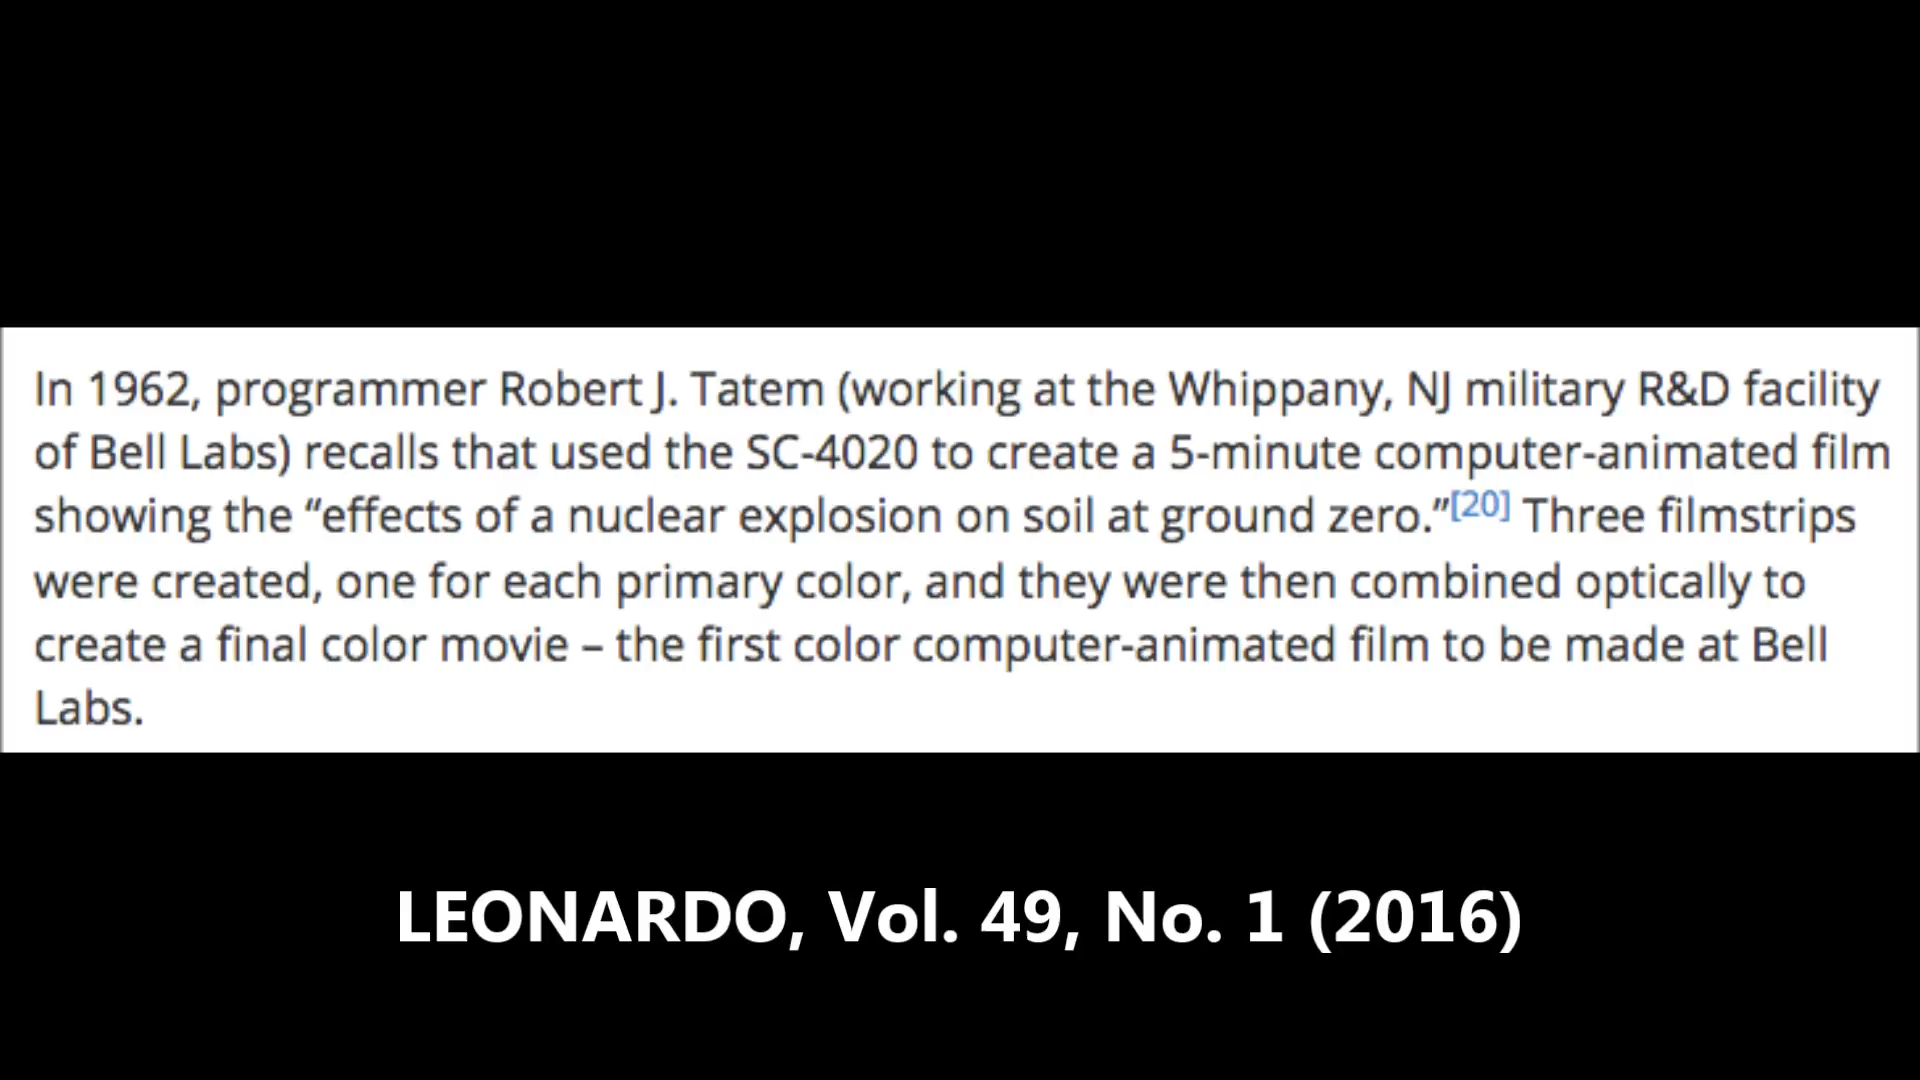 In 1962, programmer Robert J. Tatem (working at the Whippany, NJ military R&D facility
of Bell Labs) recalls that used the SC-4020 to create a 5-minute computer-animated film
showing the “effects of a nuclear explosion on soil at ground zero.”[20] Three filmstrips
were created, one for each primary color, and they were then combined optically to
create a final color movie – the first color computer-animated film to be made at Bell
Labs.
LEONARDO, Vol. 49, No. 1 (2016)